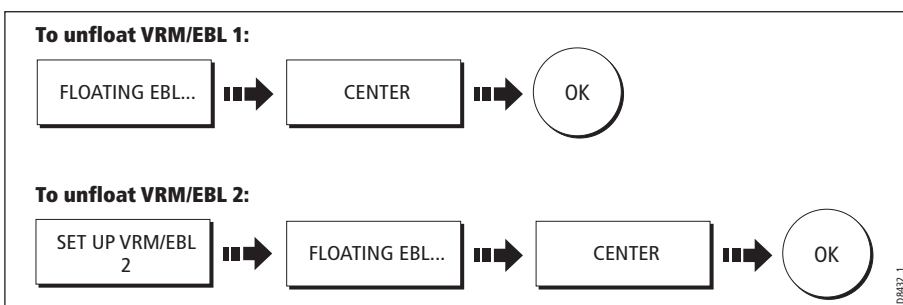 To unfloat VRM/EBL 1:
FLOATING EBL...
CENTER
OK
To unfloat VRM/EBL 2:
SET UP VRM/EBL
2
FLOATING EBL...
CENTER
OK
D8432_1